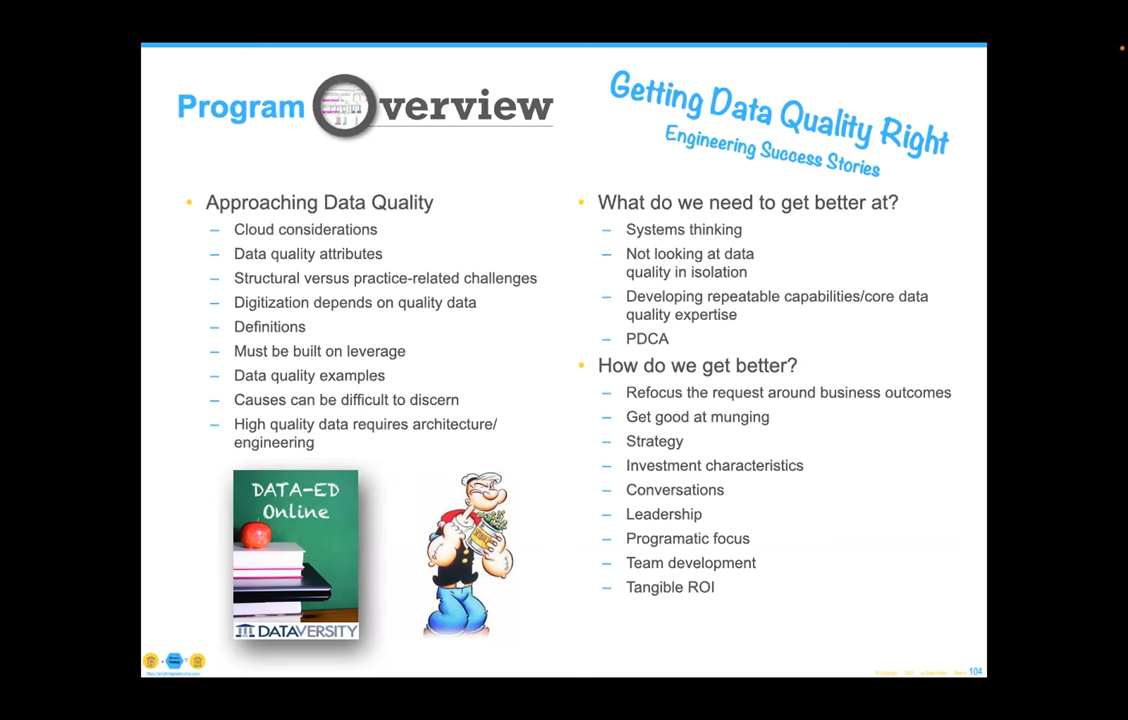 Program Overview
Getting Data Quality Right
Engineering Success Stories
• Approaching Data Quality
– Cloud considerations
– Data quality attributes
– Structural versus practice-related challenges
– Digitization depends on quality data
– Definitions
– Must be built on leverage
– Data quality examples
– Causes can be difficult to discern
– High quality data requires architecture/
engineering
• What do we need to get better at?
– Systems thinking
– Not looking at data
quality in isolation
– Developing repeatable capabilities/core data
quality expertise
– PDCA
• How do we get better?
– Refocus the request around business outcomes
– Get good at munging
– Strategy
– Investment characteristics
– Conversations
– Leadership
– Programatic focus
– Team development
– Tangible ROI
DATA-ED
Online
DATAVERSITY
104